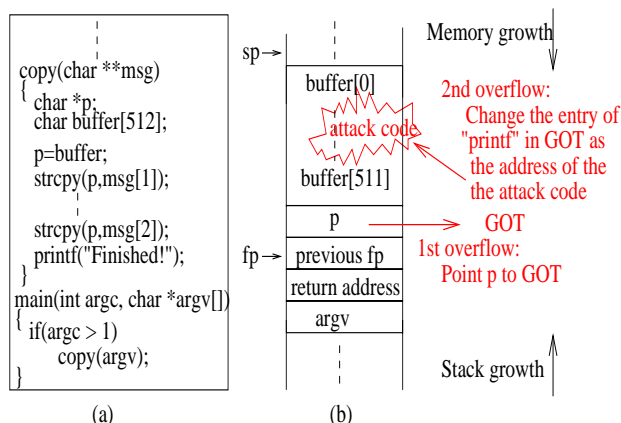 copy(char **msg)
{
char *p;
char buffer[512];
p=buffer;
strcpy(p,msg[1]);
strcpy(p,msg[2]);
printf("Finished!");
}
main(int argc, char *argv[])
{
if(argc > 1)
copy(argv);
}
(a)
sp
buffer[0]
attack code
buffer[511]
p
fp
previous fp
return address
argv
(b)
Memory growth
2nd overflow:
Change the entry of
"printf" in GOT as
the address of the
the attack code
GOT
1st overflow:
Point p to GOT
Stack growth